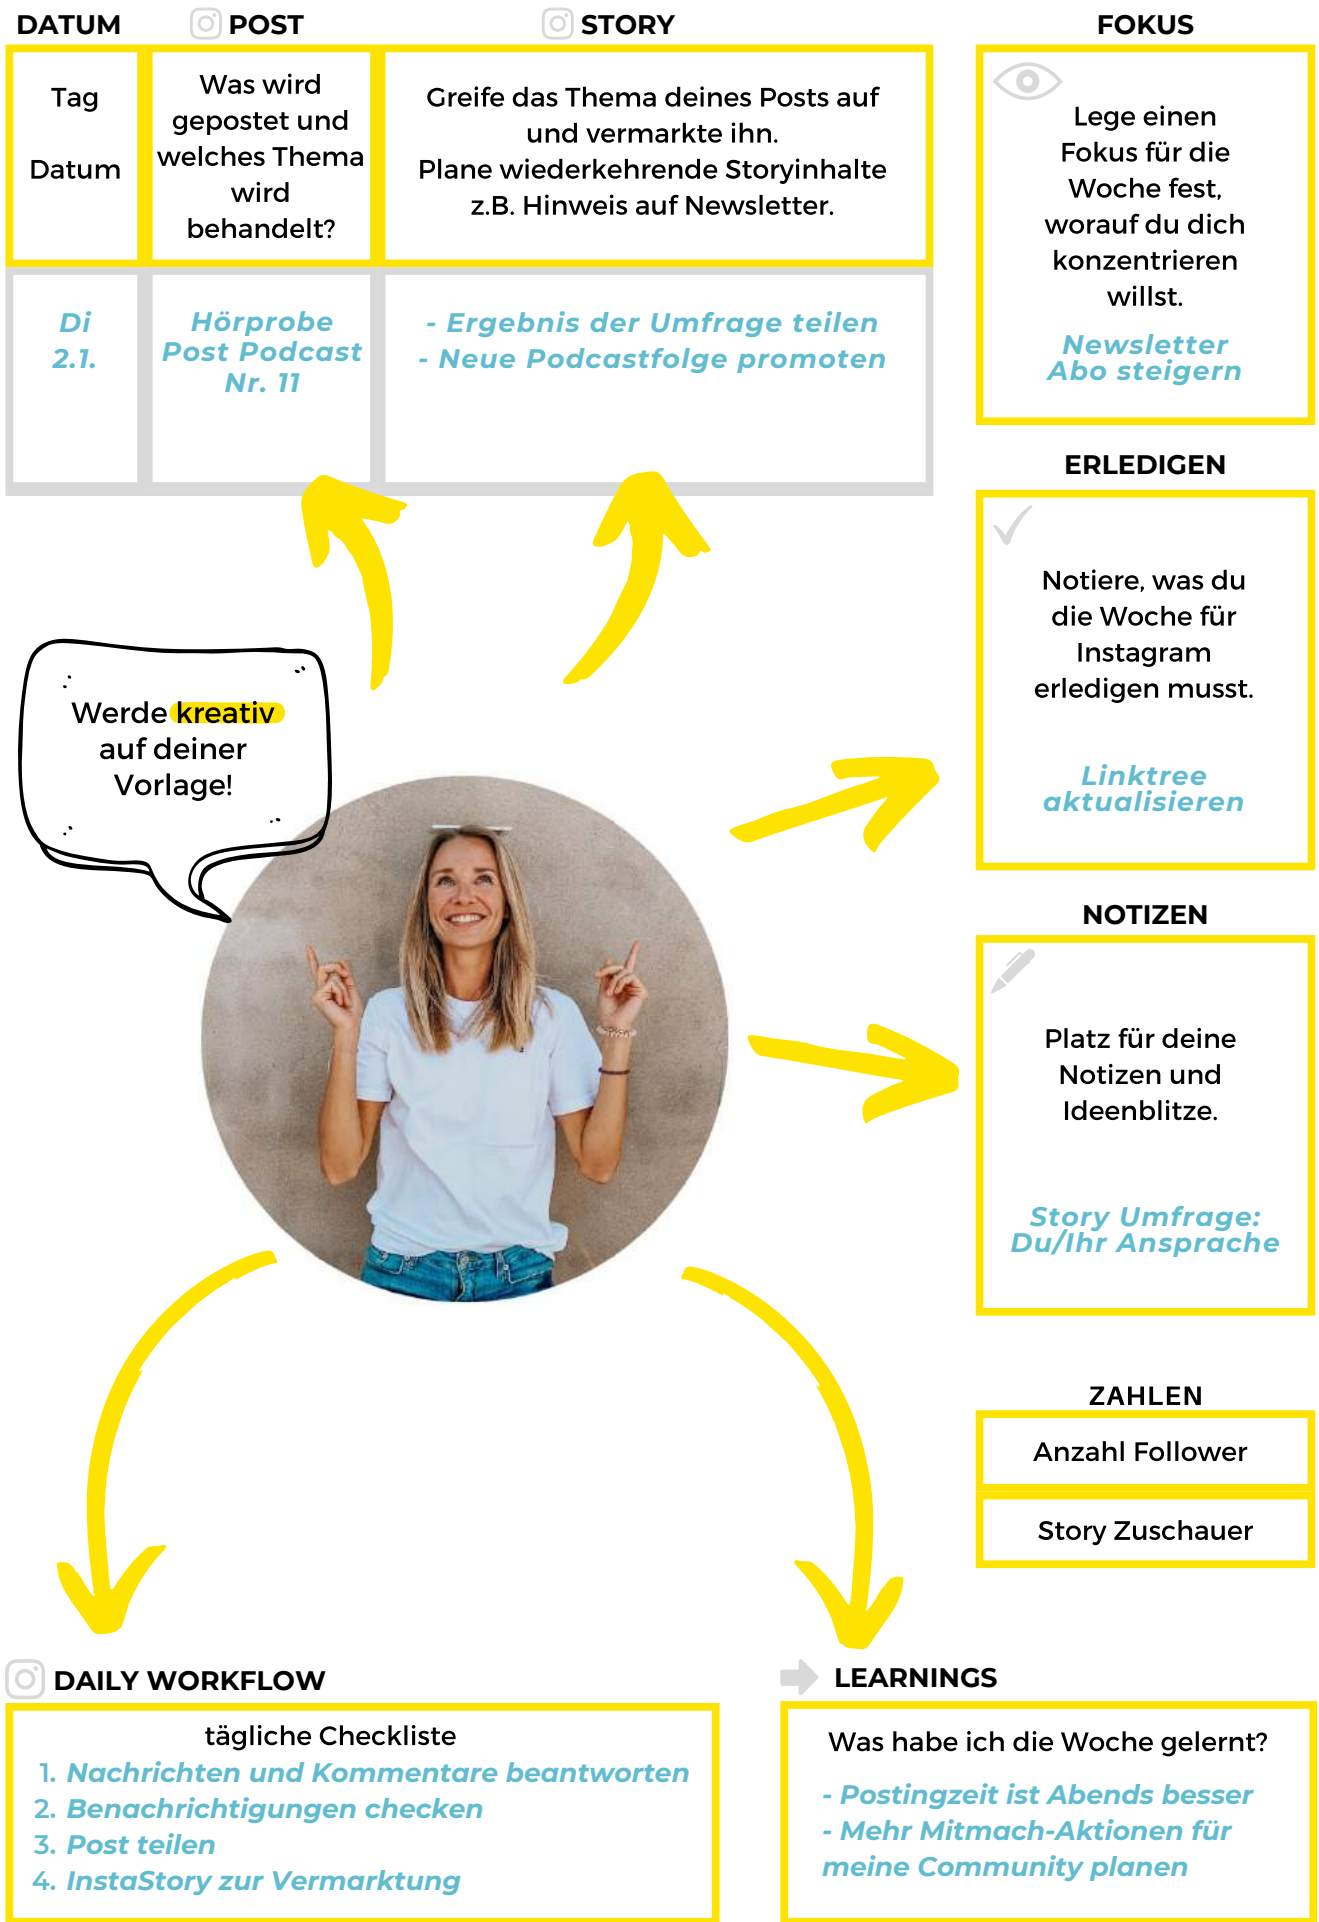 DATUM
POST
STORY
Tag
Datum
Was wird
gepostet und
welches Thema
wird
behandelt?
Greife das Thema deines Posts auf
und vermarkte ihn.
Plane wiederkehrende Storyinhalte
z.B. Hinweis auf Newsletter.
Di
2.1.
Hörprobe
Post Podcast
Nr. 11
- Ergebnis der Umfrage teilen
- Neue Podcastfolge promoten
FOKUS
Lege einen
Fokus für die
Woche fest,
worauf du dich
konzentrieren
willst.
Newsletter
Abo steigern
ERLEDIGEN
Notiere, was du
die Woche für
Instagram
erledigen musst.
Linktree
aktualisieren
Werde kreativ
auf deiner
Vorlage!
NOTIZEN
Platz für deine
Notizen und
Ideenblitze.
Story Umfrage:
Du/Ihr Ansprache
ZAHLEN
Anzahl Follower
Story Zuschauer
DAILY WORKFLOW
tägliche Checkliste
1. Nachrichten und Kommentare beantworten
2. Benachrichtigungen checken
3. Post teilen
4. InstaStory zur Vermarktung
LEARNINGS
Was habe ich die Woche gelernt?
- Postingzeit ist Abends besser
- Mehr Mitmach-Aktionen für
meine Community planen